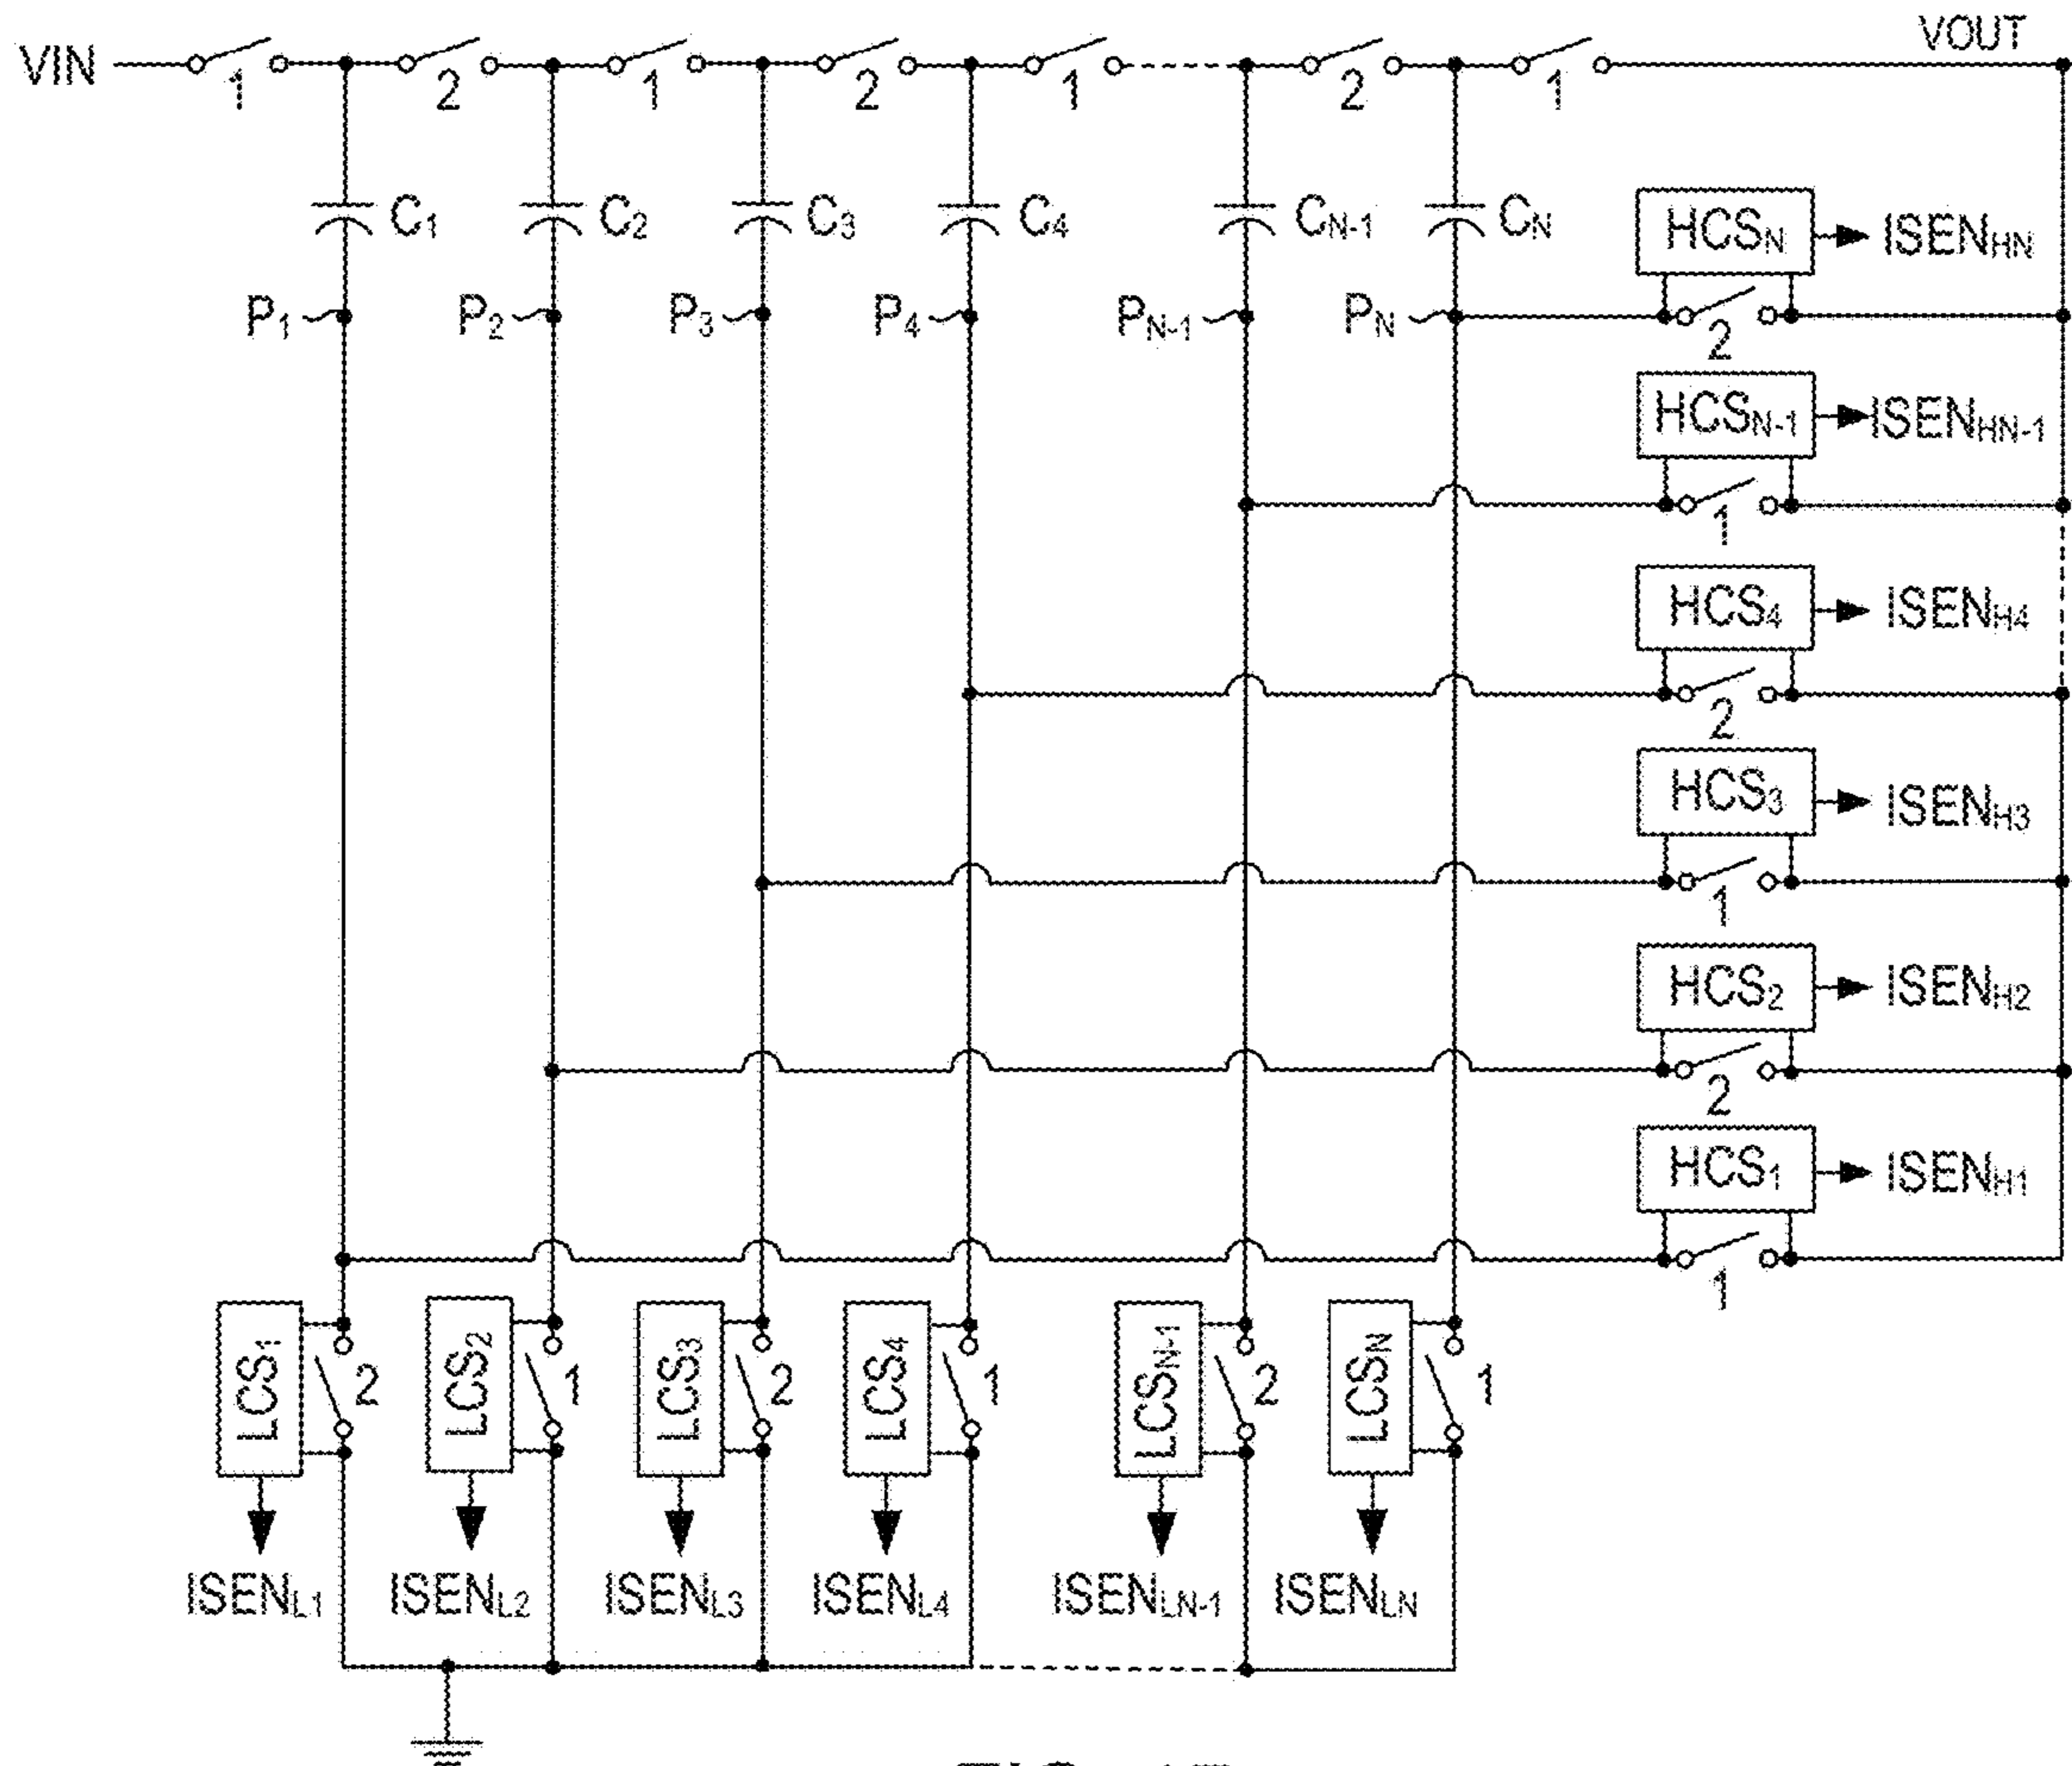 VOUT
VIN
1 2 1 2 1 2 1
C1 C2 C3 C4 CN-1 CN
HCSN ISENHN
P1 P2 P3 P4 PN-1 PN
2
HCSN-1 ISENHN-1
1
HCS4 ISENH4
2
HCS3 ISENH3
1
HCS2 ISENH2
2
HCS1 ISENH1
1
LCS1 2 LCS2 1 LCS3 2 LCS4 1 LCSN-1 2 LCSN 1
ISENL1 ISENL2 ISENL3 ISENL4 ISENLN-1 ISENLN